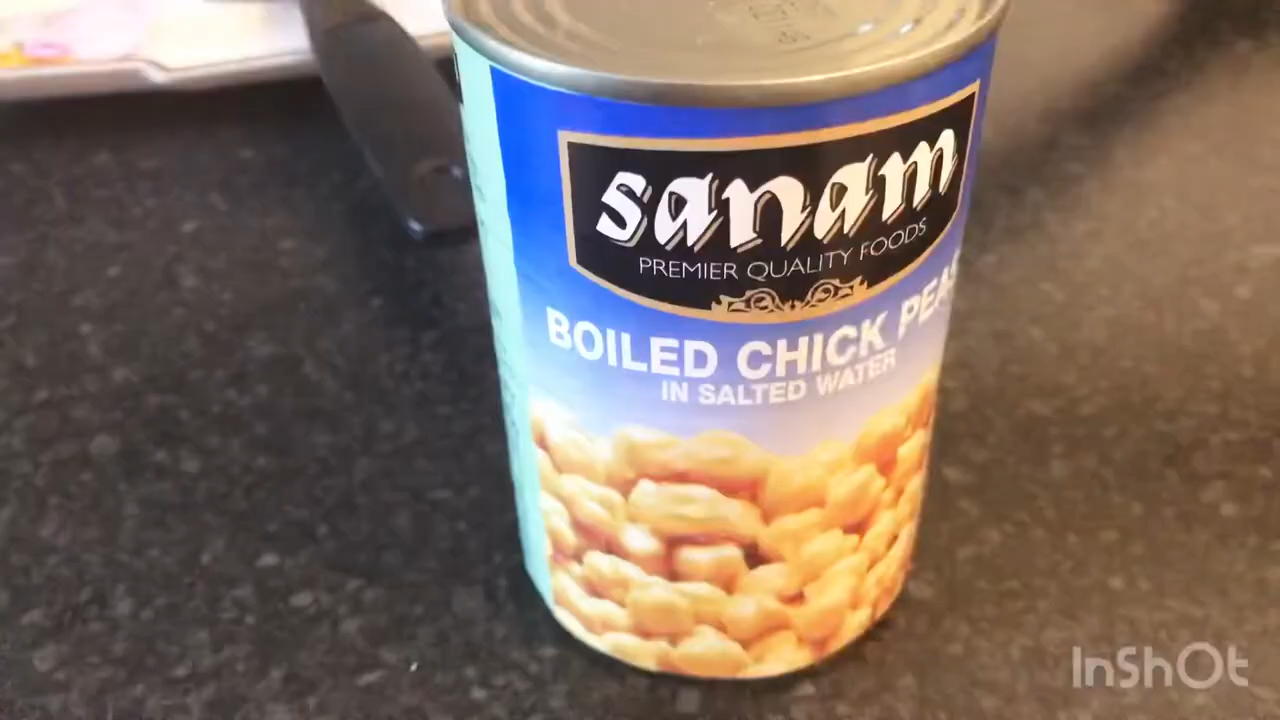 sanam
PREMIER QUALITY FOODS
BOILED CHICK PEAS
IN SALTED WATER
InShOt